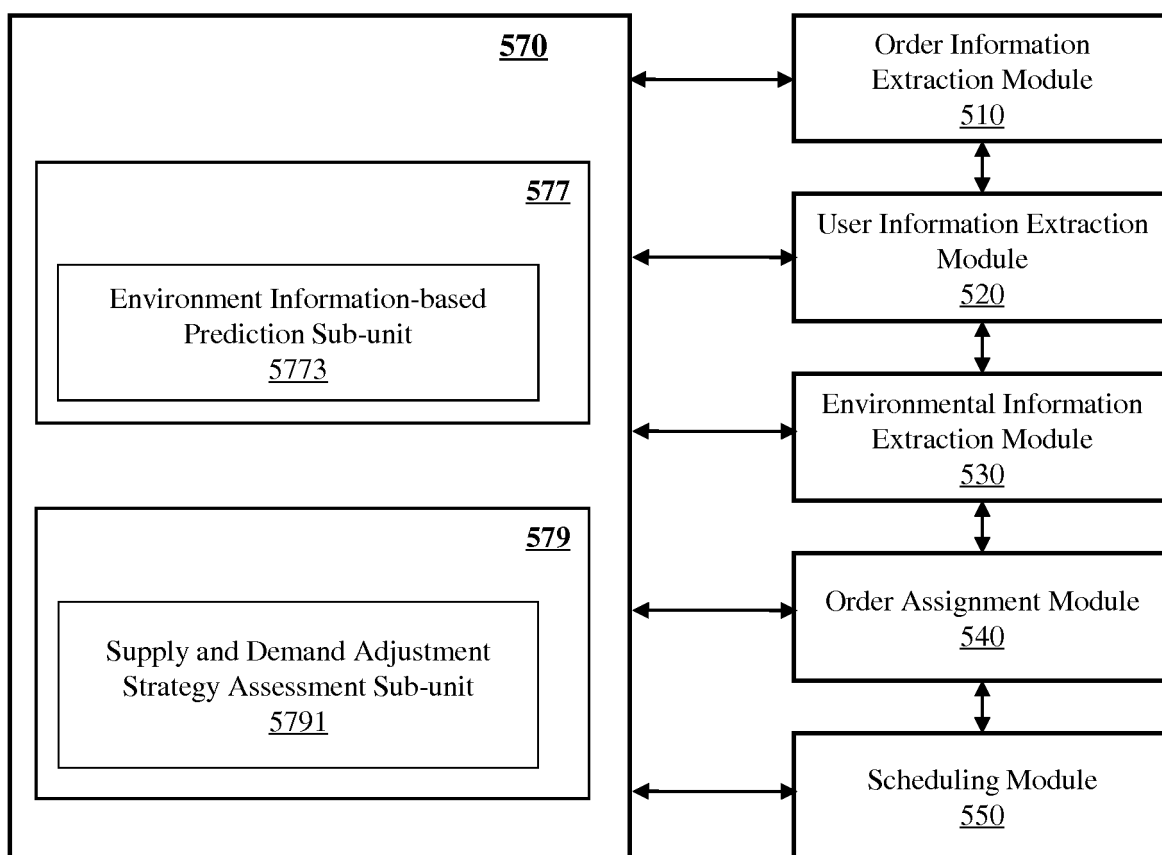 570
577
Environment Information-based
Prediction Sub-unit
5773
579
Supply and Demand Adjustment
Strategy Assessment Sub-unit
5791
Order Information
Extraction Module
510
User Information Extraction
Module
520
Environmental Information
Extraction Module
530
Order Assignment Module
540
Scheduling Module
550